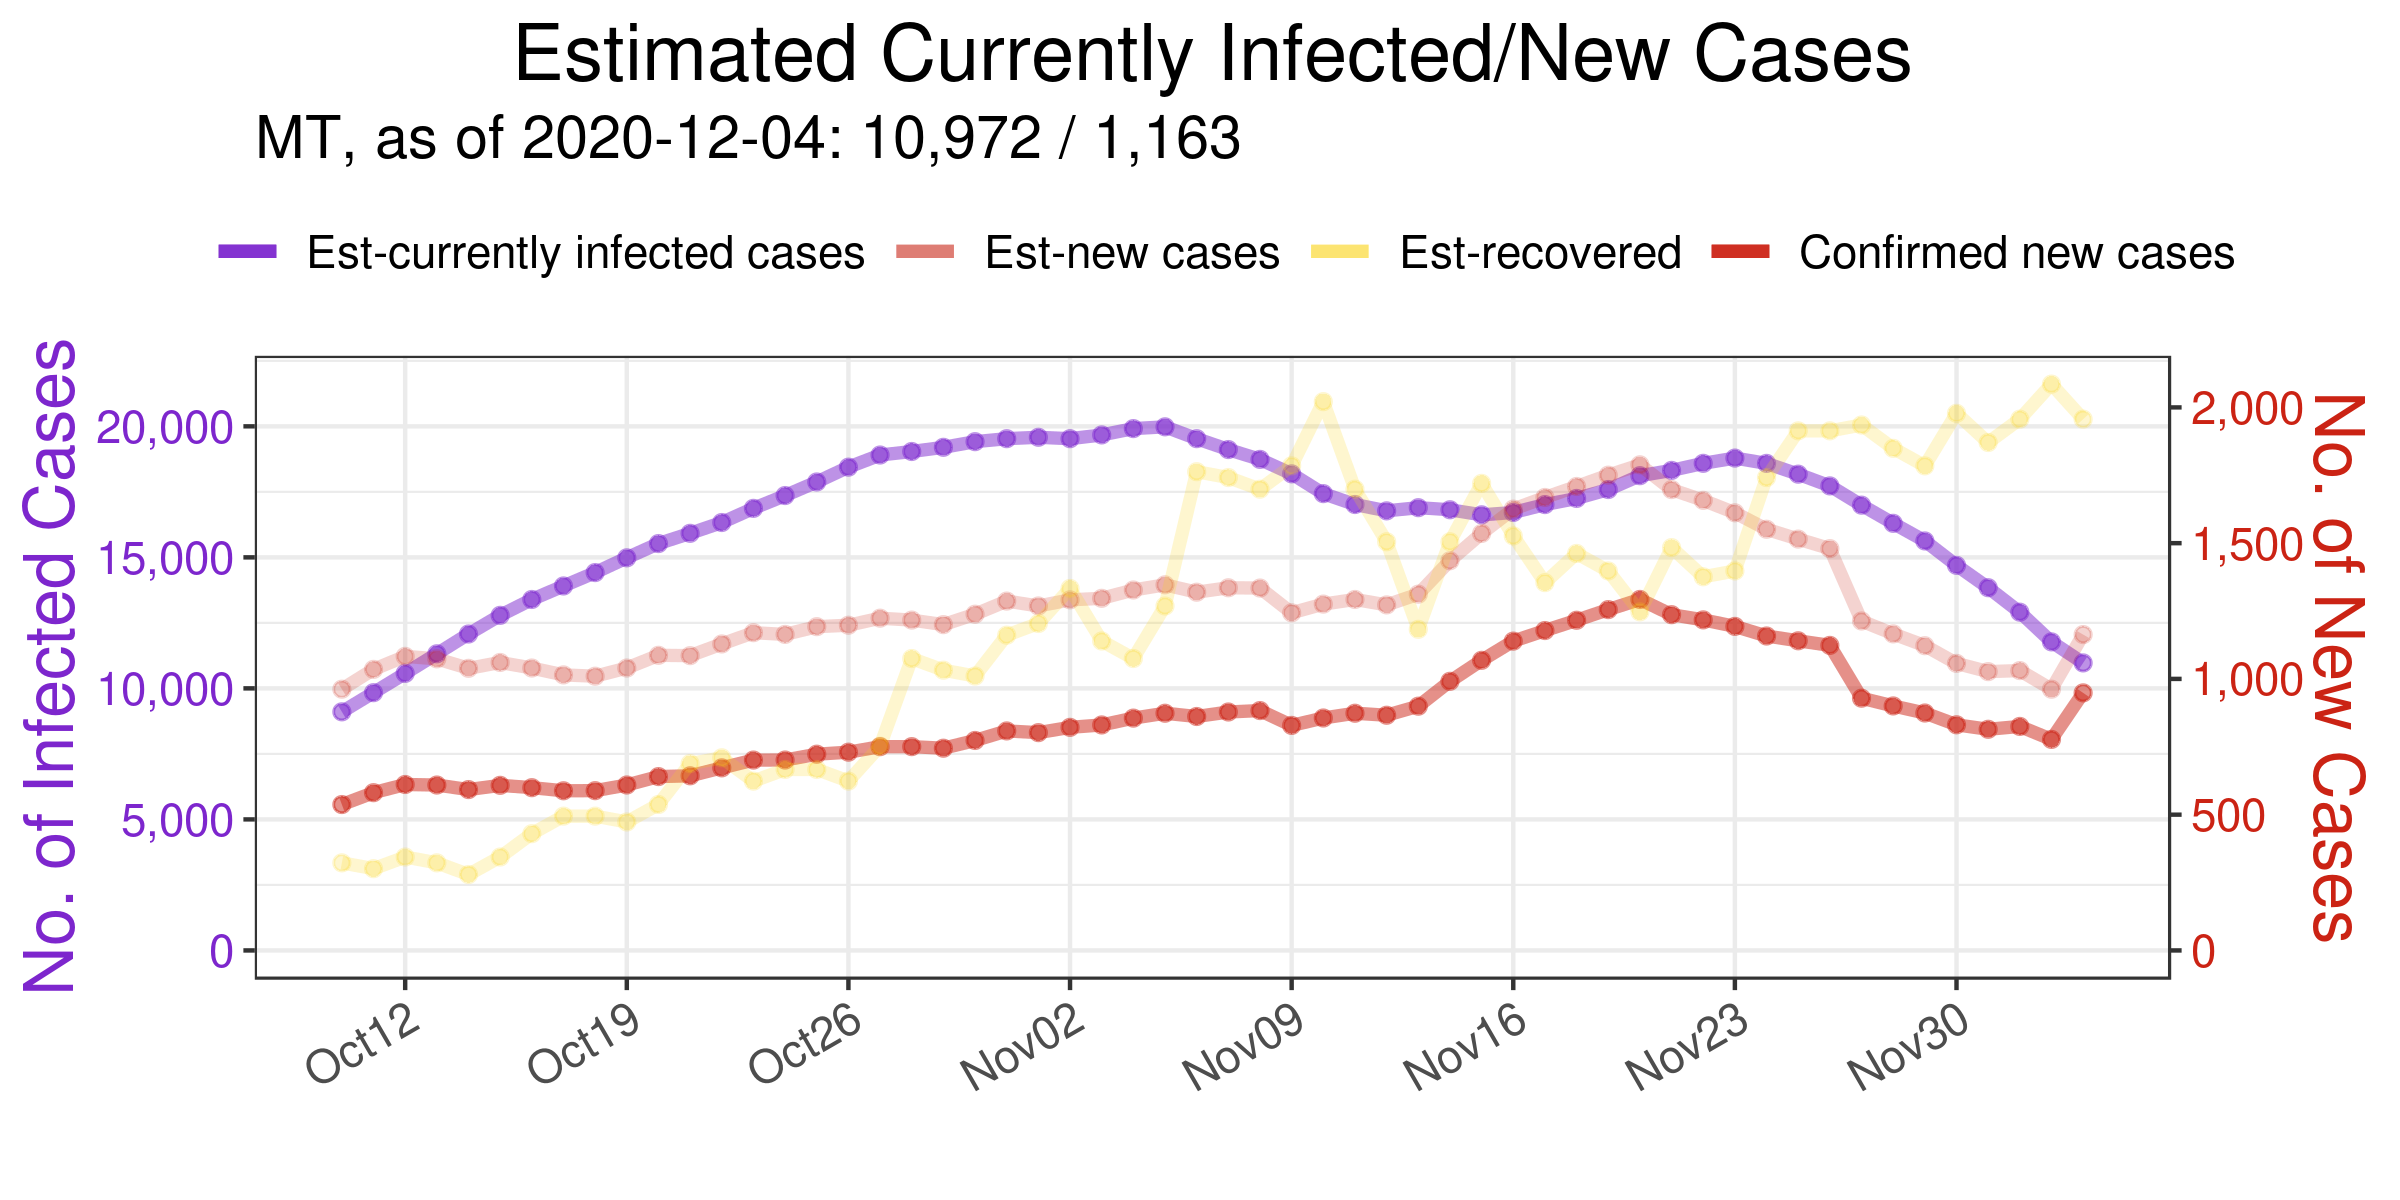 Estimated Currently Infected/New Cases
MT, as of 2020-12-04: 10,972 / 1,163
Est-currently infected cases Est-new cases Est-recovered Confirmed new cases
No. of Infected Cases
20,000
15,000
10,000
5,000
0
2,000
1,500
1,000
500
0
No. of New Cases
Oct12 Oct19 Oct26 Nov02 Nov09 Nov16 Nov23 Nov30